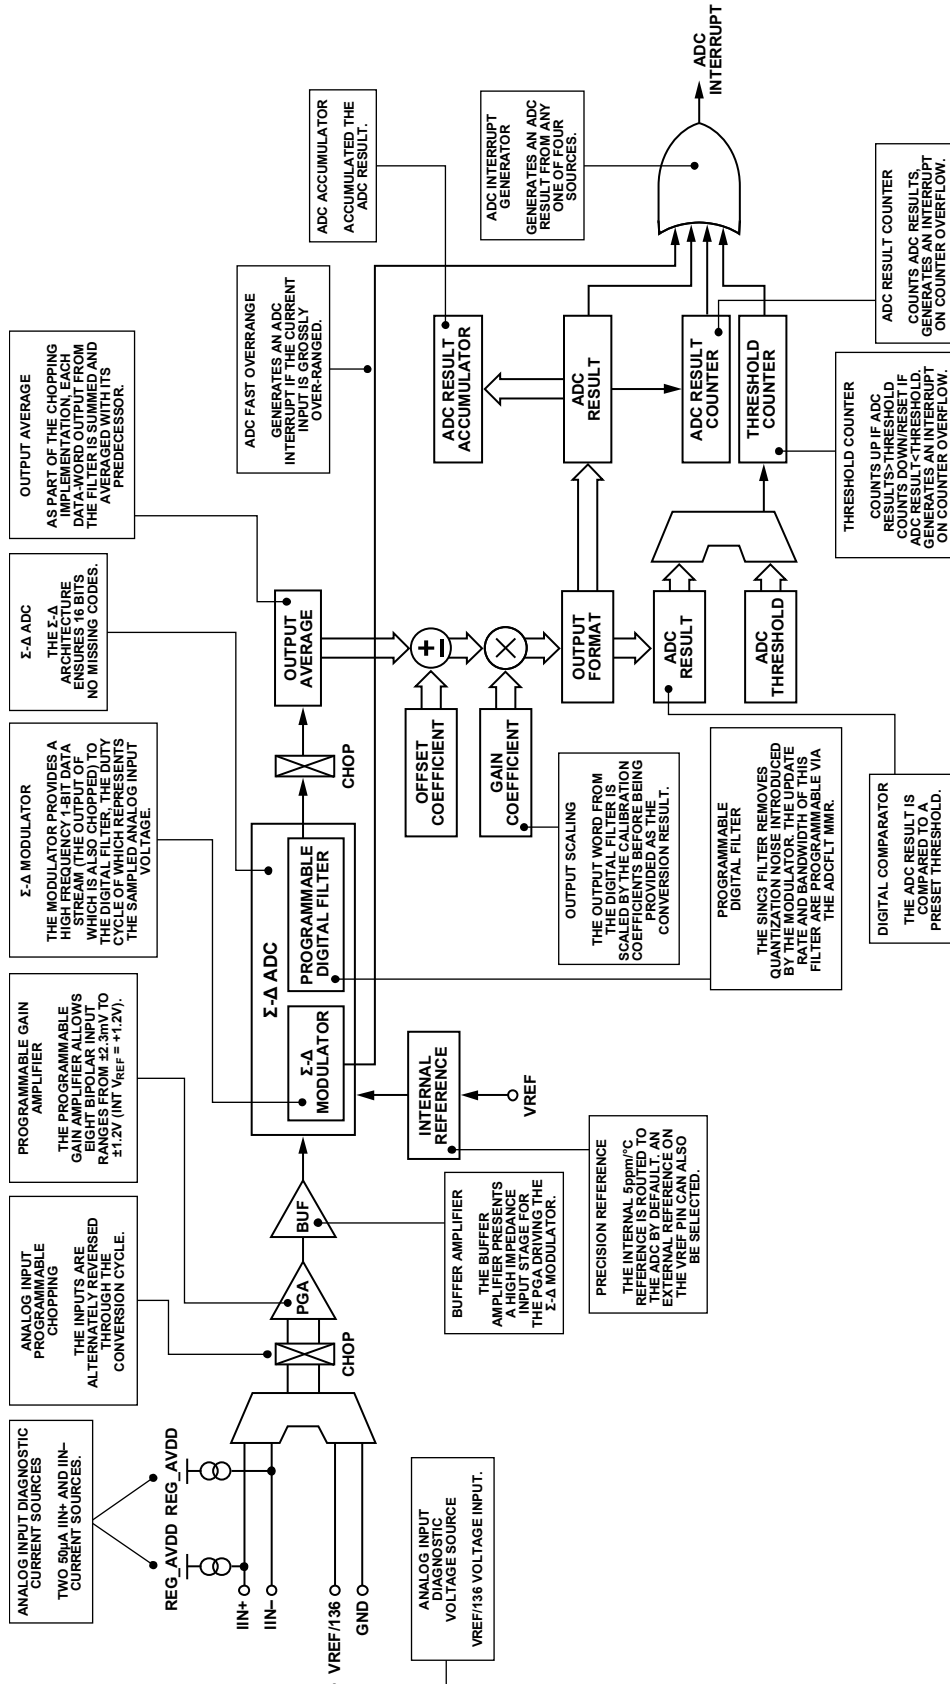 ANALOG INPUT DIAGNOSTIC
CURRENT SOURCES
TWO 50µA IIN+ AND IIN–
CURRENT SOURCES.
ANALOG INPUT
PROGRAMMABLE
CHOPPING
THE INPUTS ARE
ALTERNATELY REVERSED
THROUGH THE
CONVERSION CYCLE.
PROGRAMMABLE GAIN
AMPLIFIER
THE PROGRAMMABLE
GAIN AMPLIFIER ALLOWS
EIGHT BIPOLAR INPUT
RANGES FROM ±2.3mV TO
±1.2V (INT VREF = +1.2V).
Σ-Δ MODULATOR
THE MODULATOR PROVIDES A
HIGH FREQUENCY 1-BIT DATA
STREAM (THE OUTPUT OF
WHICH IS ALSO CHOPPED) TO
THE DIGITAL FILTER, THE DUTY
CYCLE OF WHICH REPRESENTS
THE SAMPLED ANALOG INPUT
VOLTAGE.
Σ-Δ ADC
THE Σ-Δ
ARCHITECTURE
ENSURES 16 BITS
NO MISSING CODES.
OUTPUT AVERAGE
AS PART OF THE CHOPPING
IMPLEMENTATION, EACH
DATA-WORD OUTPUT FROM
THE FILTER IS SUMMED AND
AVERAGED WITH ITS
PREDECESSOR.
ADC FAST OVERRANGE
GENERATES AN ADC
INTERRUPT IF THE CURRENT
INPUT IS GROSSLY
OVER-RANGED.
ADC ACCUMULATOR
ACCUMULATED THE
ADC RESULT.
REG_AVDD
REG_AVDD
IIN+
IIN–
VREF/136
GND
CHOP
PGA
BUF
Σ-Δ ADC
Σ-Δ
MODULATOR
PROGRAMMABLE
DIGITAL FILTER
CHOP
OUTPUT
AVERAGE
INTERNAL
REFERENCE
VREF
OFFSET
COEFFICIENT
GAIN
COEFFICIENT
OUTPUT
FORMAT
ADC RESULT
ACCUMULATOR
ADC
RESULT
ADC RESULT
COUNTER
THRESHOLD
COUNTER
ADC
RESULT
ADC
THRESHOLD
ADC INTERRUPT
GENERATOR
GENERATES AN ADC
RESULT FROM ANY
ONE OF FOUR
SOURCES.
ADC
INTERRUPT
ANALOG INPUT
DIAGNOSTIC
VOLTAGE SOURCE
VREF/136 VOLTAGE INPUT.
BUFFER AMPLIFIER
THE BUFFER
AMPLIFIER PRESENTS
A HIGH IMPEDANCE
INPUT STAGE FOR
THE PGA DRIVING THE
Σ-Δ MODULATOR.
PRECISION REFERENCE
THE INTERNAL 5ppm/°C
REFERENCE IS ROUTED TO
THE ADC BY DEFAULT. AN
EXTERNAL REFERENCE ON
THE VREF PIN CAN ALSO
BE SELECTED.
OUTPUT SCALING
THE OUTPUT WORD FROM
THE DIGITAL FILTER IS
SCALED BY THE CALIBRATION
COEFFICIENTS BEFORE BEING
PROVIDED AS THE
CONVERSION RESULT.
PROGRAMMABLE
DIGITAL FILTER
THE SINC3 FILTER REMOVES
QUANTIZATION NOISE INTRODUCED
BY THE MODULATOR. THE UPDATE
RATE AND BANDWIDTH OF THIS
FILTER ARE PROGRAMMABLE VIA
THE ADCFLT MMR.
DIGITAL COMPARATOR
THE ADC RESULT IS
COMPARED TO A
PRESET THRESHOLD.
THRESHOLD COUNTER
COUNTS UP IF ADC
RESULTS>THRESHOLD
COUNTS DOWN/RESET IF
ADC RESULT<THRESHOLD.
GENERATES AN INTERRUPT
ON COUNTER OVERFLOW.
ADC RESULT COUNTER
COUNTS ADC RESULTS,
GENERATES AN INTERRUPT
ON COUNTER OVERFLOW.